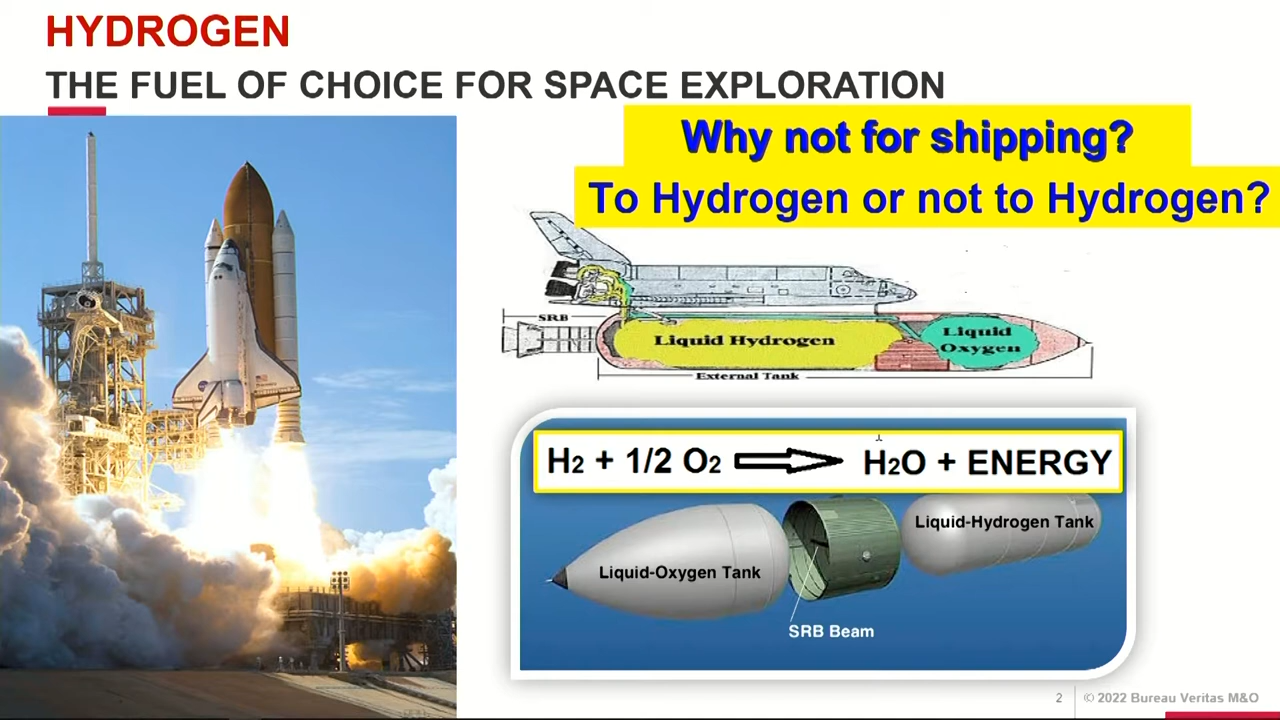 HYDROGEN
THE FUEL OF CHOICE FOR SPACE EXPLORATION
Why not for shipping?
To Hydrogen or not to Hydrogen?
SRB
Liquid Hydrogen
Liquid
Oxygen
External Tank
H2 + 1/2 O2 H2O + ENERGY
Liquid-Hydrogen Tank
Liquid-Oxygen Tank
SRB Beam
2 © 2022 Bureau Veritas M&O